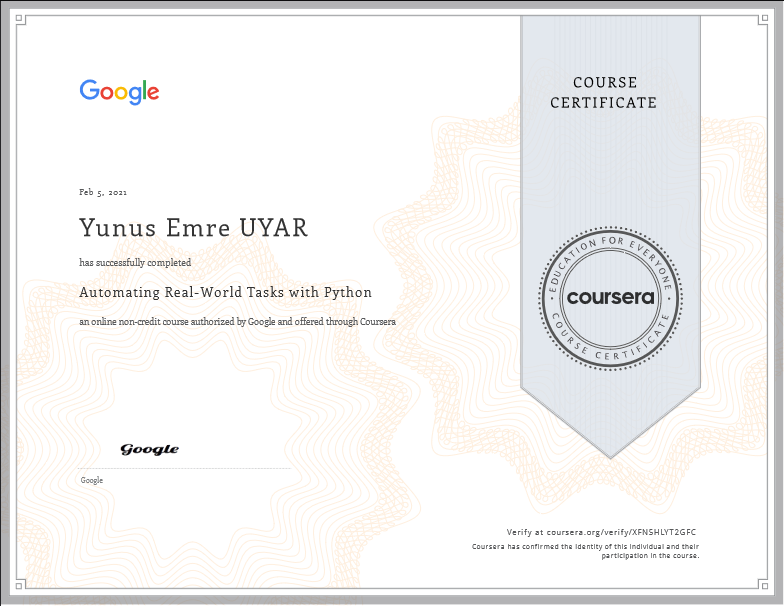 Google
COURSE
CERTIFICATE
Feb 5, 2021
Yunus Emre UYAR
has successfully completed
Automating Real-World Tasks with Python
an online non-credit course authorized by Google and offered through Coursera
EDUCATION FOR EVERYONE
coursera
COURSE CERTIFICATE
Google
Google
Verify at coursera.org/verify/XFNSHLYT2GFC
Coursera has confirmed the identity of this individual and their
participation in the course.